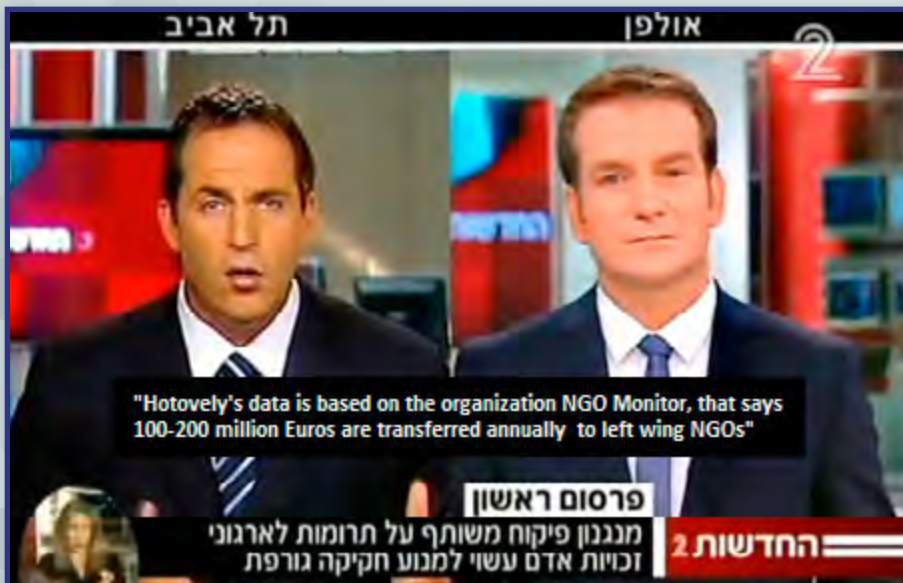 תל אביב
אולפן
2
"Hotovely's data is based on the organization NGO Monitor, that says
100-200 million Euros are transferred annually to left wing NGOs"
פרסום ראשון
מנגנון פיקוח משותף על תרומות לארגוני
זכויות אדם עשוי למנוע חקיקה גורפת
החדשות 2